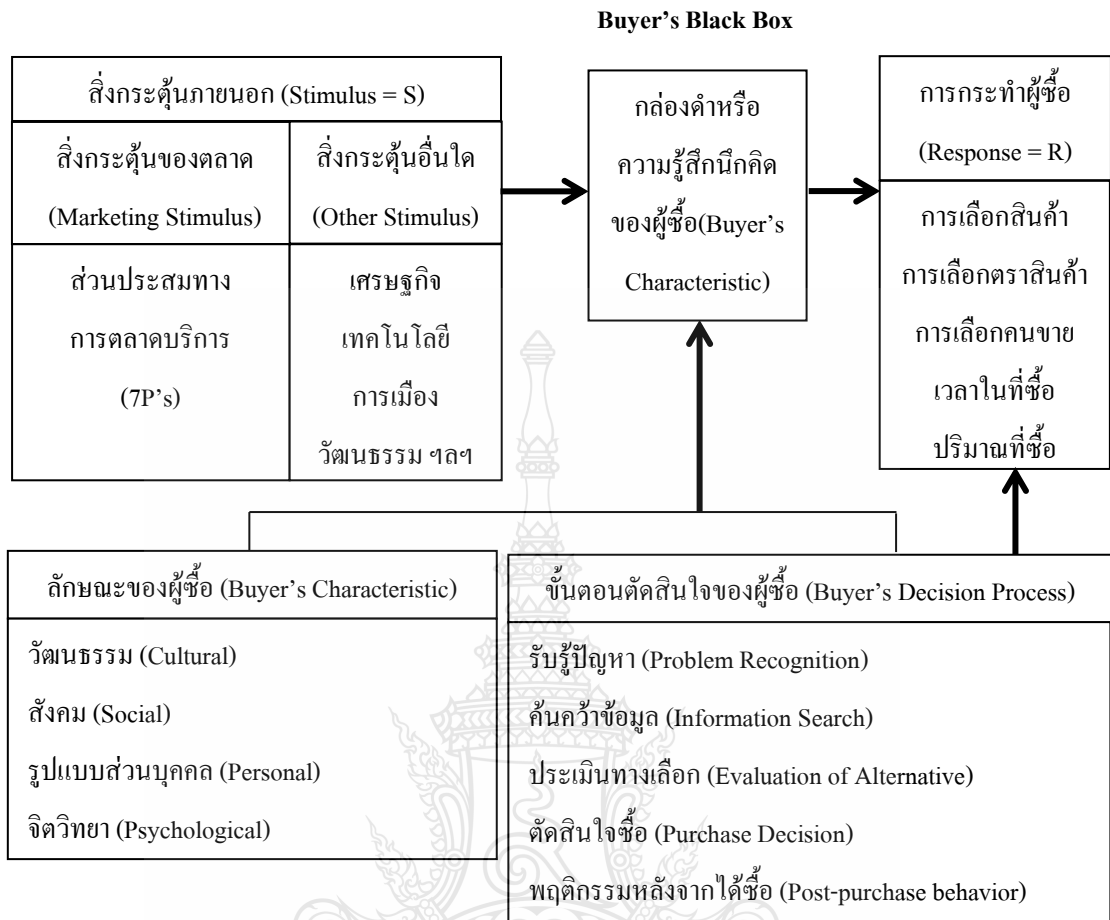 Buyer's Black Box
สิ่งกระตุ้นภายนอก (Stimulus = S)
สิ่งกระตุ้นของตลาด
(Marketing Stimulus)
สิ่งกระตุ้นอื่นใด
(Other Stimulus)
ส่วนประสมทาง
การตลาดบริการ
(7P's)
เศรษฐกิจ
เทคโนโลยี
การเมือง
วัฒนธรรม ฯลฯ
กล่องดำหรือ
ความรู้สึกนึกคิด
ของผู้ซื้อ(Buyer's
Characteristic)
การกระทำผู้ซื้อ
(Response = R)
การเลือกสินค้า
การเลือกตราสินค้า
การเลือกคนขาย
เวลาในที่ซื้อ
ปริมาณที่ซื้อ
ลักษณะของผู้ซื้อ (Buyer's Characteristic)
วัฒนธรรม (Cultural)
สังคม (Social)
รูปแบบส่วนบุคคล (Personal)
จิตวิทยา (Psychological)
ขั้นตอนตัดสินใจของผู้ซื้อ (Buyer's Decision Process)
รับรู้ปัญหา (Problem Recognition)
ค้นคว้าข้อมูล (Information Search)
ประเมินทางเลือก (Evaluation of Alternative)
ตัดสินใจซื้อ (Purchase Decision)
พฤติกรรมหลังจากได้ซื้อ (Post-purchase behavior)